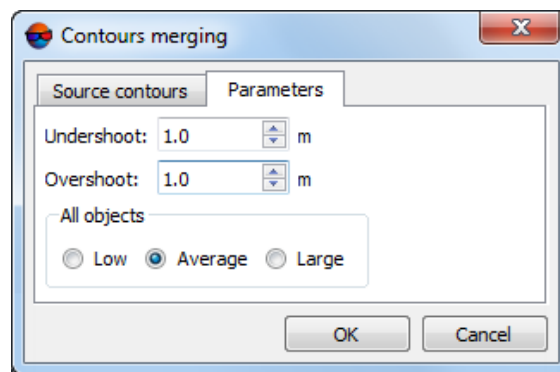 Contours merging
Source contours Parameters
Undershoot: 1.0 m
Overshoot: 1.0 m
All objects
Low Average Large
OK Cancel